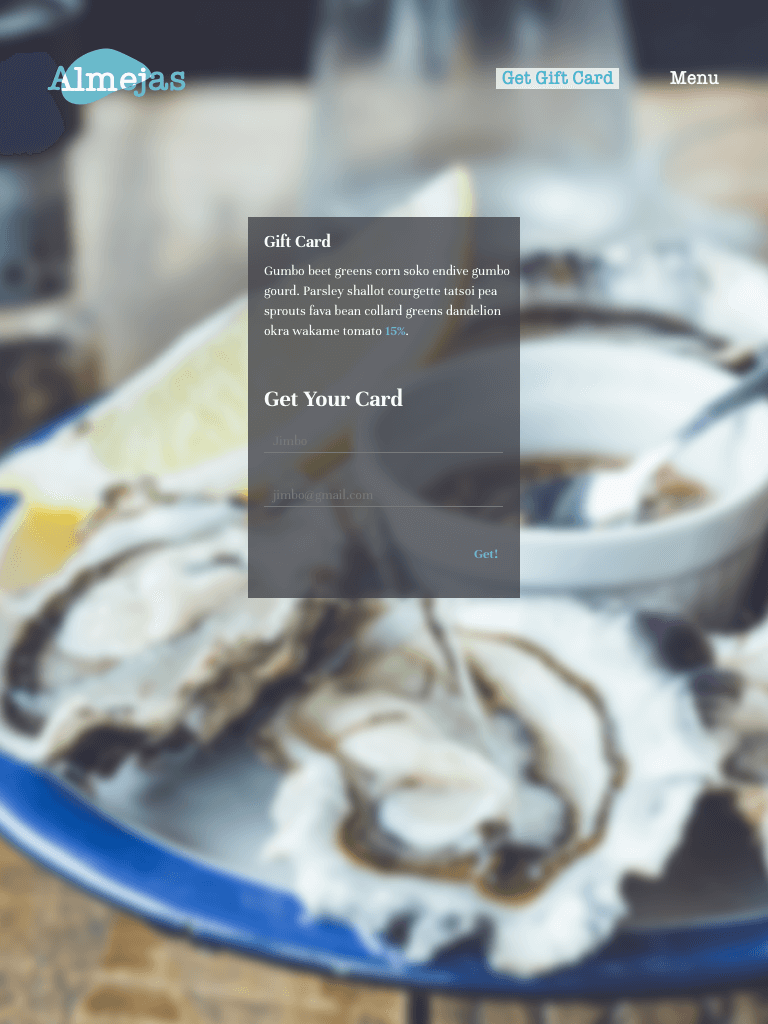 Almejas
Get Gift Card
Menu
Gift Card
Gumbo beet greens corn soko endive gumbo
gourd. Parsley shallot courgette tatsoi pea
sprouts fava bean collard greens dandelion
okra wakame tomato 15%.
Get Your Card
Jimbo
jimbo@gmail.com
Get!